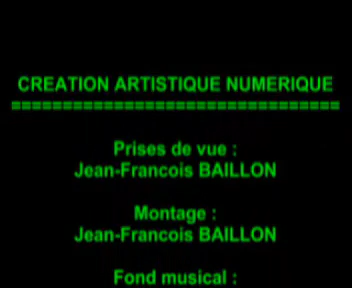 CREATION ARTISTIQUE NUMERIQUE
================================
Prises de vue :
Jean-Francois BAILLON
Montage :
Jean-Francois BAILLON
Fond musical :